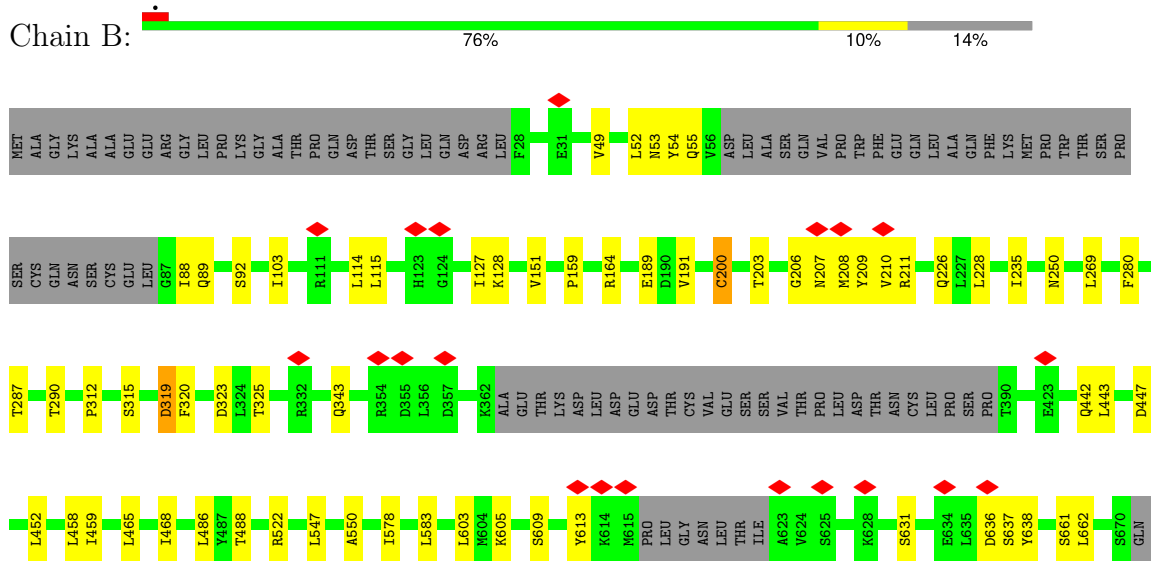 Chain B:
76% 10% 14%
MET ALA GLY LYS ALA ALA GLU GLU ARG GLY LEU PRO LYS GLY ALA THR PRO GLN ASP THR SER GLY LEU GLN ASP ARG LEU F28 E31 V49 L52 N53 Y54 Q55 V56 ASP LEU ALA SER GLN VAL PRO TRP PHE GLU GLN LEU ALA GLN PHE LYS MET PRO TRP THR SER PRO
SER CYS GLN ASN SER CYS GLU LEU G87 I88 Q89 S92 I103 R111 L114 L115 H123 G124 I127 K128 V151 P159 R164 E189 D190 V191 C200 T203 G206 N207 M208 Y209 V210 R211 Q226 L227 L228 I235 N250 L269 F280
T287 T290 P312 S315 D319 F320 D323 L324 T325 R332 Q343 R354 D355 L356 D357 K362 ALA GLU THR LYS ASP LEU ASP GLU ASP THR CYS VAL GLU SER SER VAL THR PRO LEU ASP THR ASN CYS LEU PRO SER PRO T390 E423 Q442 L443 D447
L452 L458 I459 L465 I468 L486 Y487 T488 R522 L547 A550 I578 L583 L603 M604 K605 S609 Y613 K614 M615 PRO LEU GLY ASN LEU THR ILE A623 V624 S625 K628 S631 E634 L635 D636 S637 Y638 S661 L662 S670 GLN